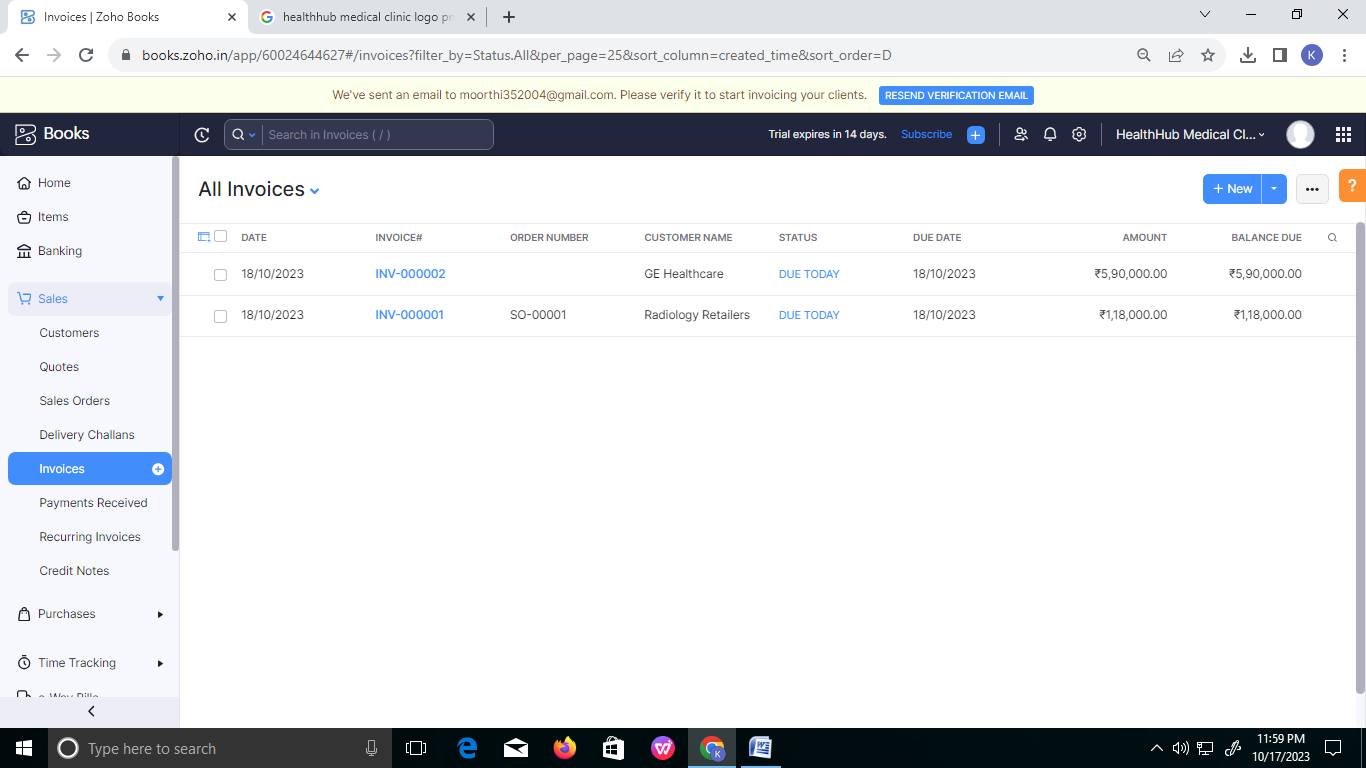 Invoices | Zoho Books
healthhub medical clinic logo pr
books.zoho.in/app/60024644627#/invoices?filter_by=Status.All&per_page=25&sort_column=created_time&sort_order=D
K
We've sent an email to moorthi352004@gmail.com. Please verify it to start invoicing your clients. RESEND VERIFICATION EMAIL
Books
Search in Invoices ( / )
Trial expires in 14 days. Subscribe
HealthHub Medical Cl...
Home
Items
Banking
Sales
Customers
Quotes
Sales Orders
Delivery Challans
Invoices
Payments Received
Recurring Invoices
Credit Notes
Purchases
Time Tracking
e-Way Bills
All Invoices
+ New
?
DATE INVOICE# ORDER NUMBER CUSTOMER NAME STATUS DUE DATE AMOUNT BALANCE DUE
18/10/2023 INV-000002 GE Healthcare DUE TODAY 18/10/2023 ₹5,90,000.00 ₹5,90,000.00
18/10/2023 INV-000001 SO-00001 Radiology Retailers DUE TODAY 18/10/2023 ₹1,18,000.00 ₹1,18,000.00
Type here to search
11:59 PM
10/17/2023